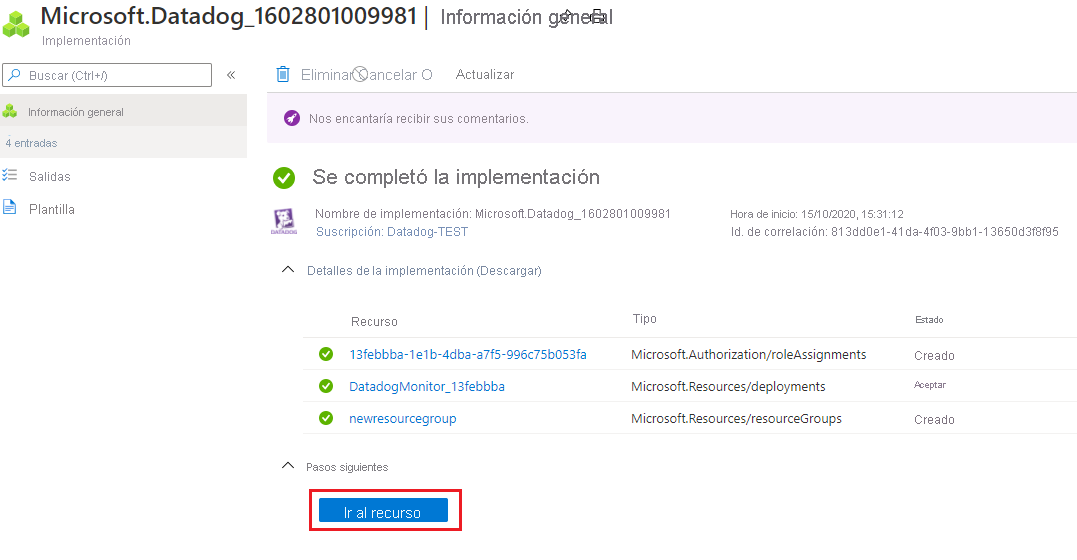 Microsoft.Datadog_1602801009981 | Información general
Implementación
Buscar (Ctrl+/) «
Eliminar Cancelar O Actualizar
Información general
4 entradas
Salidas
Plantilla
Nos encantaría recibir sus comentarios.
Se completó la implementación
DATADOG
Nombre de implementación: Microsoft.Datadog_1602801009981
Suscripción: Datadog-TEST
Hora de inicio: 15/10/2020, 15:31:12
Id. de correlación: 813dd0e1-41da-4f03-9bb1-13650d3f8f95
Detalles de la implementación (Descargar)
Recurso Tipo Estado
13febbba-1e1b-4dba-a7f5-996c75b053fa Microsoft.Authorization/roleAssignments Creado
DatadogMonitor_13febbba Microsoft.Resources/deployments Aceptar
newresourcegroup Microsoft.Resources/resourceGroups Creado
Pasos siguientes
Ir al recurso